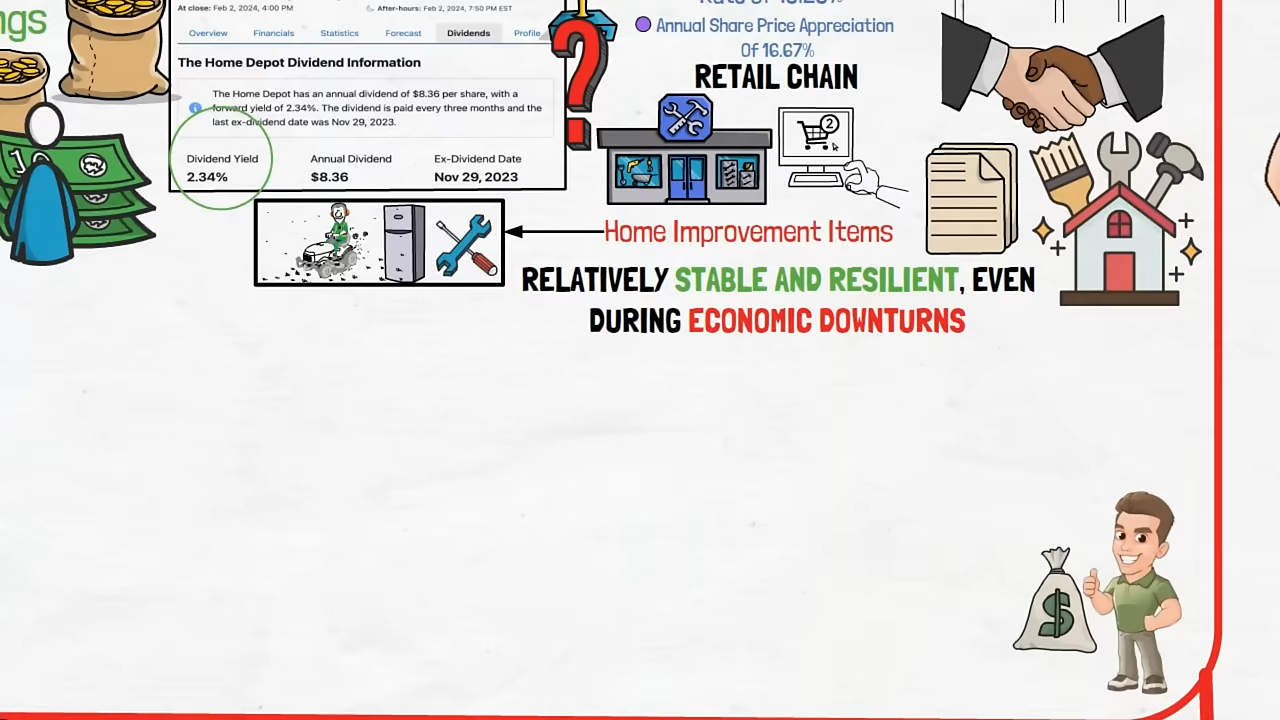 ngs
At close: Feb 2, 2024, 4:00 PM
After-hours: Feb 2, 2024, 7:50 PM EST
Overview Financials Statistics Forecast Dividends Profile
The Home Depot Dividend Information
The Home Depot has an annual dividend of $8.36 per share, with a
forward yield of 2.34%. The dividend is paid every three months and the
last ex-dividend date was Nov 29, 2023.
Dividend Yield Annual Dividend Ex-Dividend Date
2.34% $8.36 Nov 29, 2023
?
Annual Share Price Appreciation
Of 16.67%
RETAIL CHAIN
2
Home Improvement Items
RELATIVELY STABLE AND RESILIENT, EVEN
DURING ECONOMIC DOWNTURNS
$